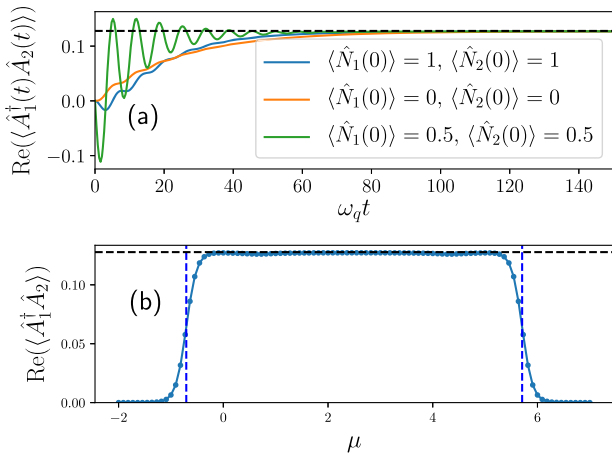 Re(⟨Â₁†(t)Â₂(t)⟩)
0.1
0.0
−0.1
(a)
⟨N̂₁(0)⟩ = 1, ⟨N̂₂(0)⟩ = 1
⟨N̂₁(0)⟩ = 0, ⟨N̂₂(0)⟩ = 0
⟨N̂₁(0)⟩ = 0.5, ⟨N̂₂(0)⟩ = 0.5
0 20 40 60 80 100 120 140
ω_q t
Re(⟨Â₁†Â₂⟩)
0.10
0.05
0.00
(b)
−2 0 2 4 6
μ